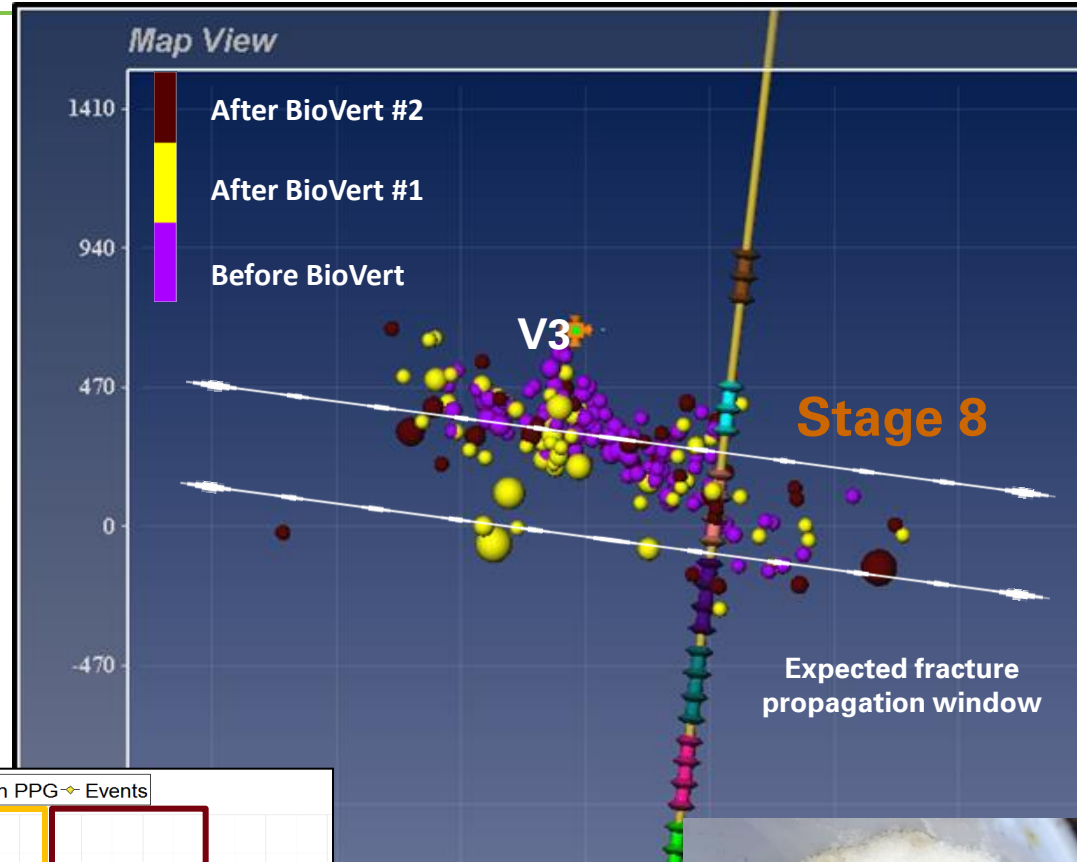 Map View
1410
After BioVert #2
After BioVert #1
940
Before BioVert
V3
470
Stage 8
0
-470
Expected fracture
propagation window
n PPG Events